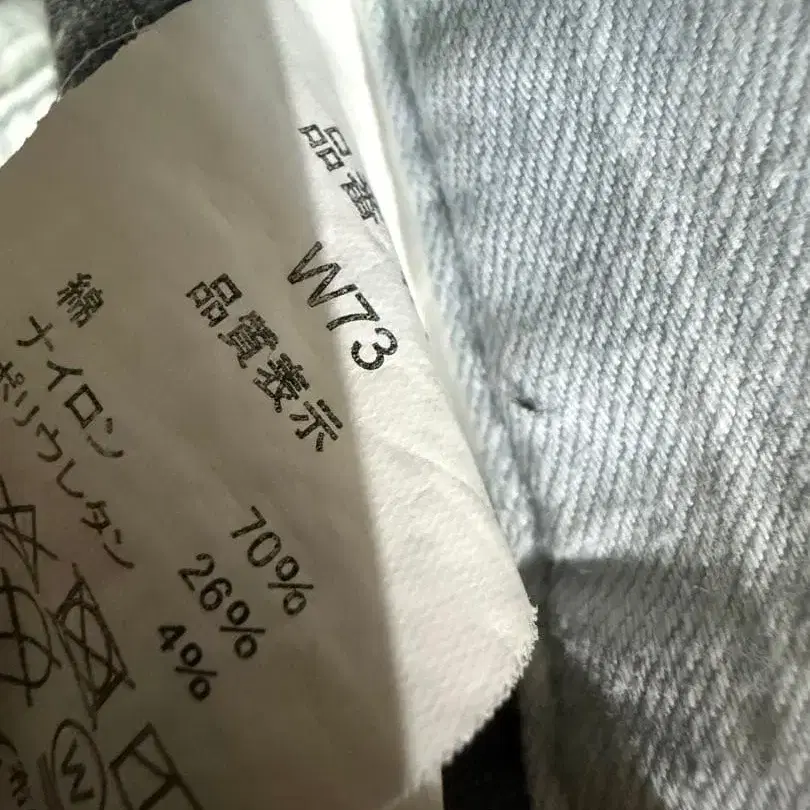 品番
W73
品質表示
綿 70%
ナイロン 26%
ポリウレタン 4%
W